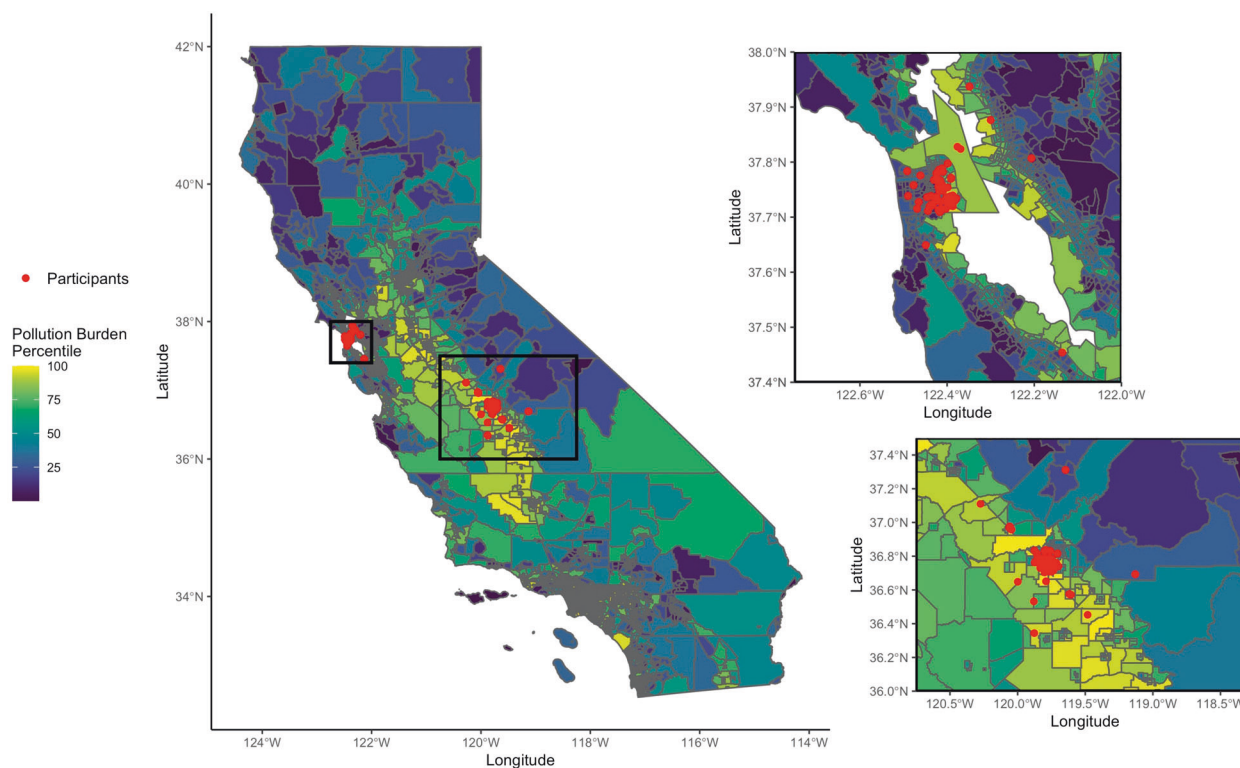 42°N
40°N
38°N
36°N
34°N
Latitude
124°W 122°W 120°W 118°W 116°W 114°W
Longitude
Participants
Pollution Burden
Percentile
100
75
50
25
38.0°N
37.9°N
37.8°N
37.7°N
37.6°N
37.5°N
37.4°N
Latitude
122.6°W 122.4°W 122.2°W 122.0°W
Longitude
37.4°N
37.2°N
37.0°N
36.8°N
36.6°N
36.4°N
36.2°N
36.0°N
Latitude
120.5°W 120.0°W 119.5°W 119.0°W 118.5°W
Longitude